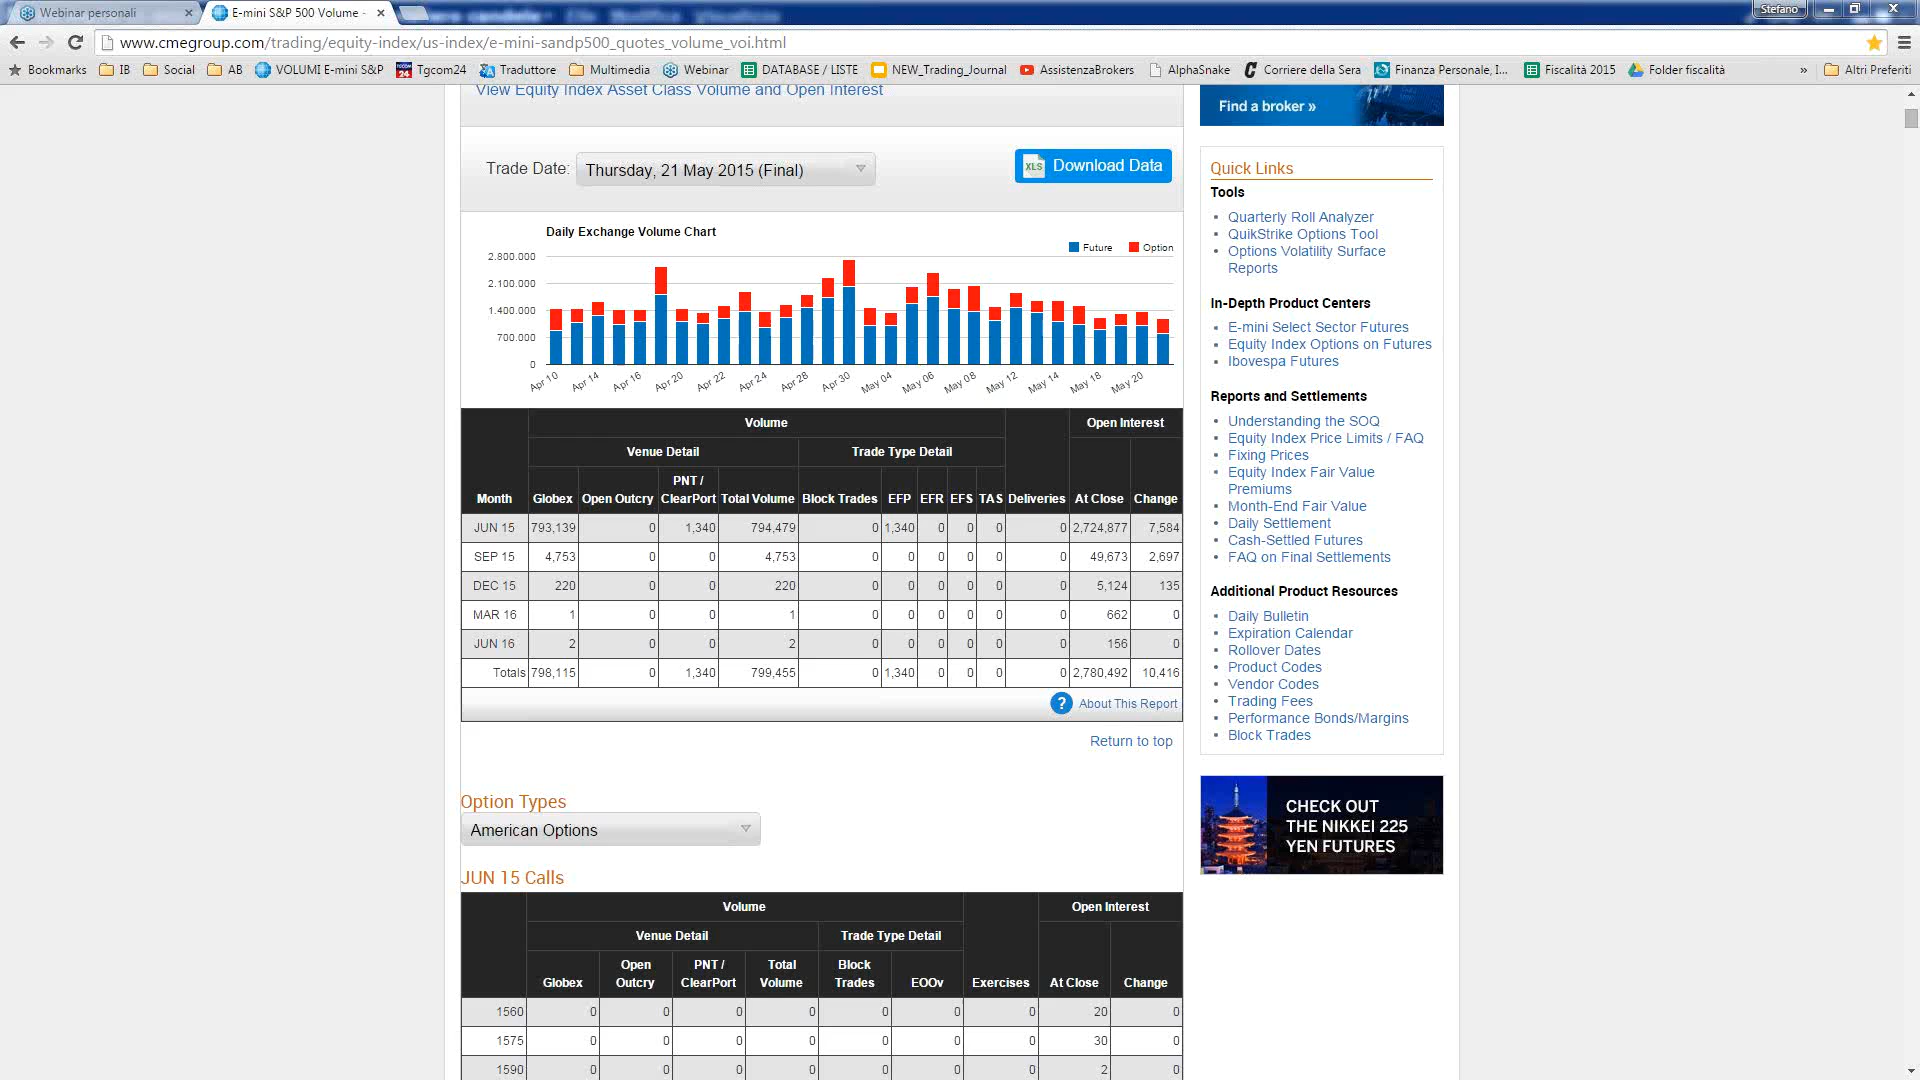 Webinar personali
E-mini S&P 500 Volume -
Stefano
www.cmegroup.com/trading/equity-index/us-index/e-mini-sandp500_quotes_volume_voi.html
Bookmarks IB Social AB VOLUMI E-mini S&P Tgcom24 Traduttore Multimedia Webinar DATABASE / LISTE NEW_Trading_Journal AssistenzaBrokers AlphaSnake Corriere della Sera Finanza Personale, I... Fiscalità 2015 Folder fiscalità » Altri Preferiti
View Equity Index Asset Class Volume and Open Interest
Trade Date: Thursday, 21 May 2015 (Final)
XLS Download Data
Daily Exchange Volume Chart
Future Option
2.800.000
2.100.000
1.400.000
700.000
0
Apr 10 Apr 14 Apr 16 Apr 20 Apr 22 Apr 24 Apr 28 Apr 30 May 04 May 06 May 08 May 12 May 14 May 18 May 20
Volume Open Interest
Venue Detail Trade Type Detail
Month Globex Open Outcry PNT / ClearPort Total Volume Block Trades EFP EFR EFS TAS Deliveries At Close Change
JUN 15 793,139 0 1,340 794,479 0 1,340 0 0 0 0 2,724,877 7,584
SEP 15 4,753 0 0 4,753 0 0 0 0 0 0 49,673 2,697
DEC 15 220 0 0 220 0 0 0 0 0 0 5,124 135
MAR 16 1 0 0 1 0 0 0 0 0 0 662 0
JUN 16 2 0 0 2 0 0 0 0 0 0 156 0
Totals 798,115 0 1,340 799,455 0 1,340 0 0 0 0 2,780,492 10,416
? About This Report
Return to top
Option Types
American Options
JUN 15 Calls
Volume Open Interest
Venue Detail Trade Type Detail
Globex Open Outcry PNT / ClearPort Total Volume Block Trades EOOv Exercises At Close Change
1560 0 0 0 0 0 0 0 20 0
1575 0 0 0 0 0 0 0 30 0
1590 0 0 0 0 0 0 0 2 0
Find a broker »
Quick Links
Tools
Quarterly Roll Analyzer
QuikStrike Options Tool
Options Volatility Surface
Reports
In-Depth Product Centers
E-mini Select Sector Futures
Equity Index Options on Futures
Ibovespa Futures
Reports and Settlements
Understanding the SOQ
Equity Index Price Limits / FAQ
Fixing Prices
Equity Index Fair Value
Premiums
Month-End Fair Value
Daily Settlement
Cash-Settled Futures
FAQ on Final Settlements
Additional Product Resources
Daily Bulletin
Expiration Calendar
Rollover Dates
Product Codes
Vendor Codes
Trading Fees
Performance Bonds/Margins
Block Trades
CHECK OUT
THE NIKKEI 225
YEN FUTURES